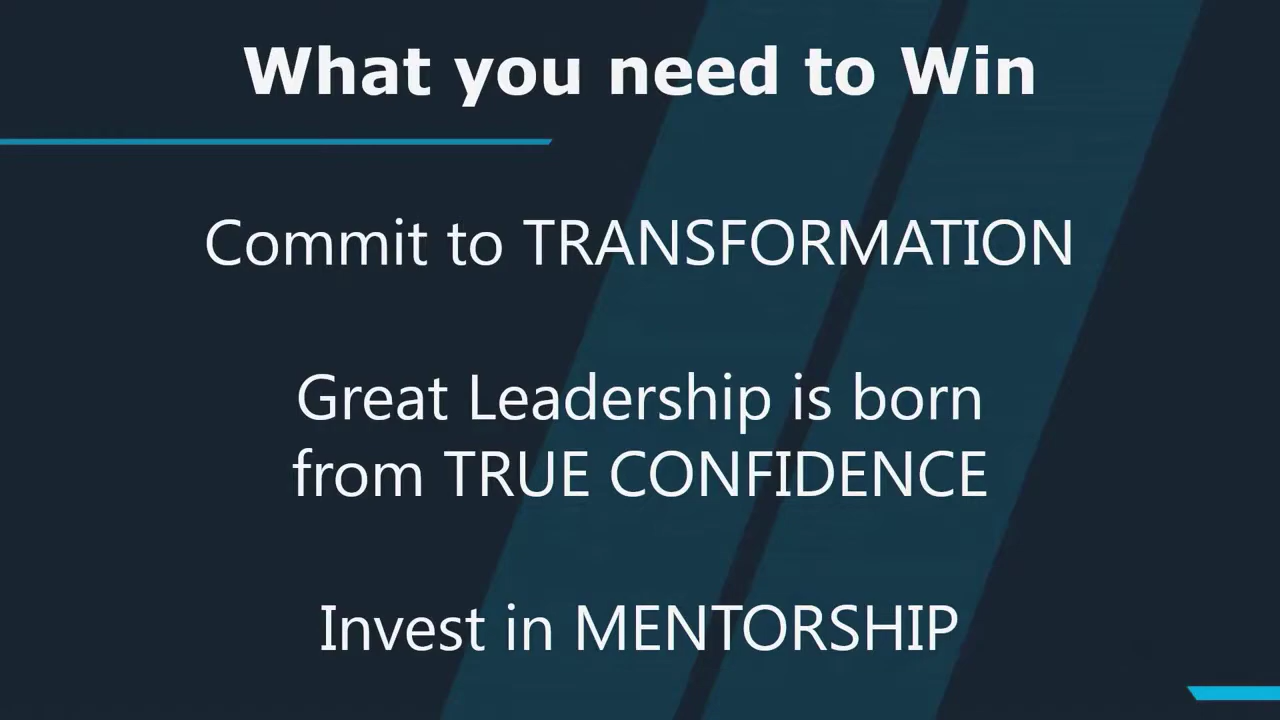 What you need to Win
Commit to TRANSFORMATION
Great Leadership is born
from TRUE CONFIDENCE
Invest in MENTORSHIP